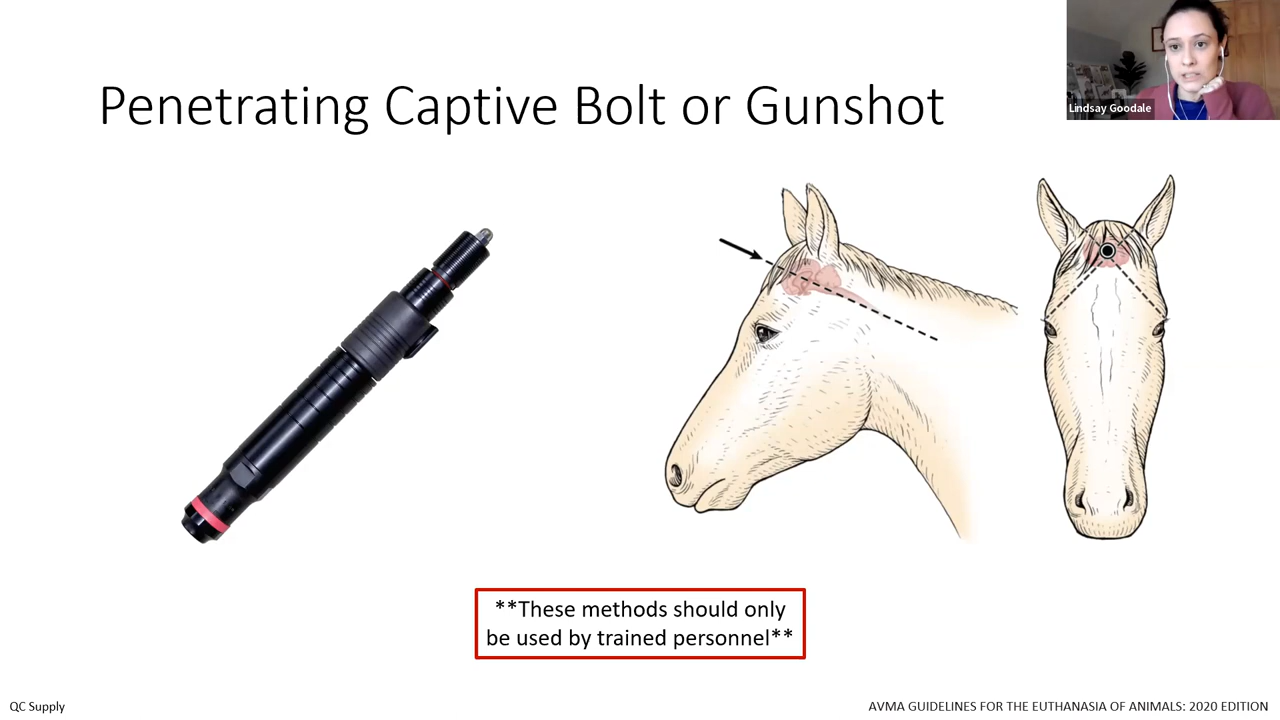 Lindsay Goodale
Penetrating Captive Bolt or Gunshot
**These methods should only
be used by trained personnel**
QC Supply
AVMA GUIDELINES FOR THE EUTHANASIA OF ANIMALS: 2020 EDITION